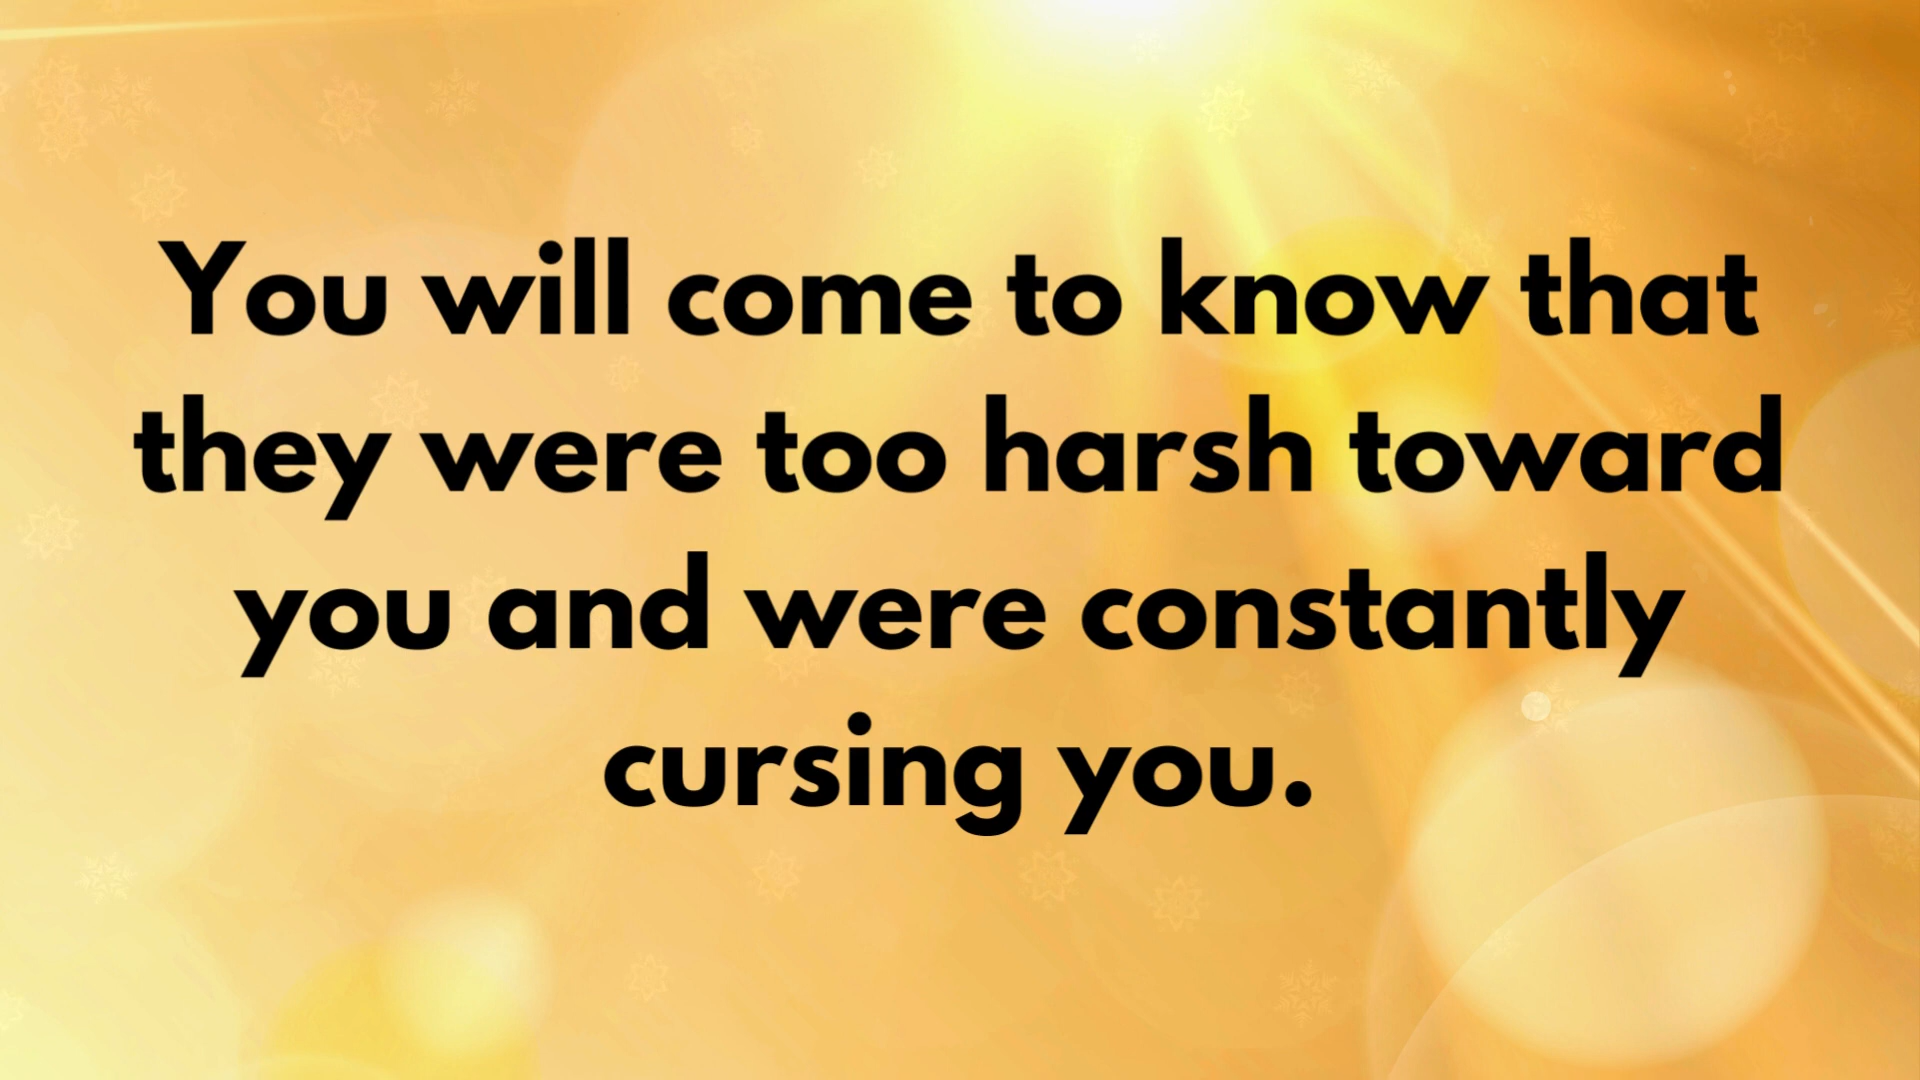 You will come to know that
they were too harsh toward
you and were constantly
cursing you.